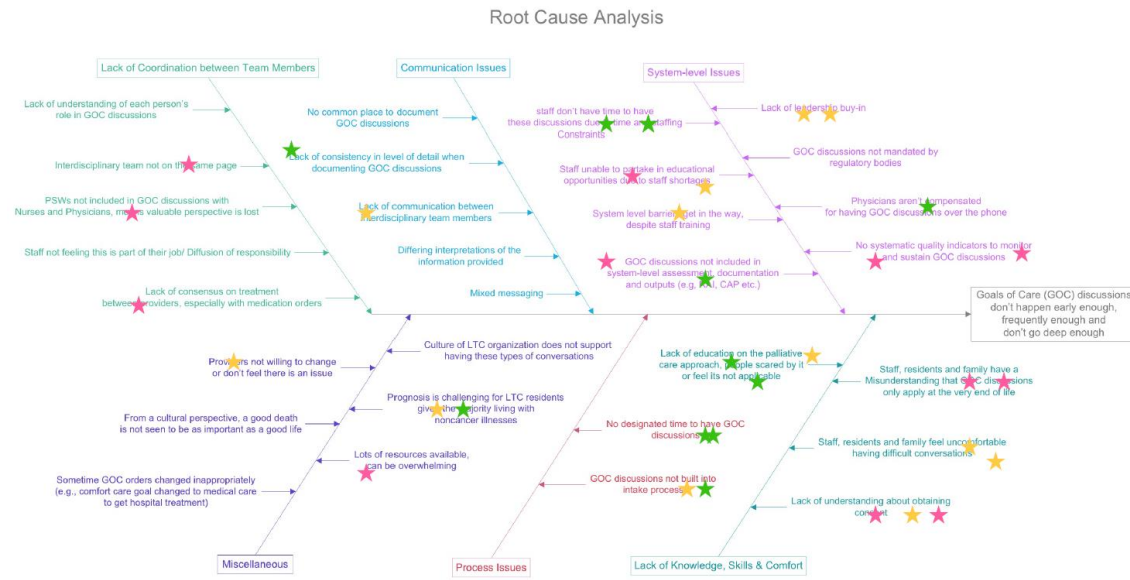 Root Cause Analysis
Lack of Coordination between Team Members
Lack of understanding of each person's
role in GOC discussions
Interdisciplinary team not on the same page
PSWs not included in GOC discussions with
Nurses and Physicians, valuable perspective is lost
Staff not feeling this is part of their job/ Diffusion of responsibility
Lack of consensus on treatment
between providers, especially with medication orders
Communication Issues
No common place to document
GOC discussions
Lack of consistency in level of detail when
documenting GOC discussions
Lack of communication between
interdisciplinary team members
Differing interpretations of the
information provided
Mixed messaging
System-level Issues
staff don't have time to have
these discussions due to time and staffing
Constraints
Staff unable to partake in educational
opportunities due to staff shortages
System level barriers get in the way,
despite staff training
GOC discussions not included in
system-level assessment, documentation
and outputs (e.g, CAP etc.)
Lack of leadership buy-in
GOC discussions not mandated by
regulatory bodies
Physicians aren't compensated
for having GOC discussions over the phone
No systematic quality indicators to monitor
and sustain GOC discussions
Goals of Care (GOC) discussions
don't happen early enough,
frequently enough and
don't go deep enough
Providers not willing to change
or don't feel there is an issue
From a cultural perspective, a good death
is not seen to be as important as a good life
Sometime GOC orders changed inappropriately
(e.g., comfort care goal changed to medical care
to get hospital treatment)
Culture of LTC organization does not support
having these types of conversations
Prognosis is challenging for LTC residents
given the majority living with
noncancer illnesses
Lots of resources available,
can be overwhelming
Miscellaneous
No designated time to have GOC
discussions
GOC discussions not built into
intake process
Process Issues
Lack of education on the palliative
care approach, people scared by it
or feel its not applicable
Staff, residents and family have a
Misunderstanding that GOC discussions
only apply at the very end of life
Staff, residents and family feel uncomfortable
having difficult conversations
Lack of understanding about obtaining
consent
Lack of Knowledge, Skills & Comfort